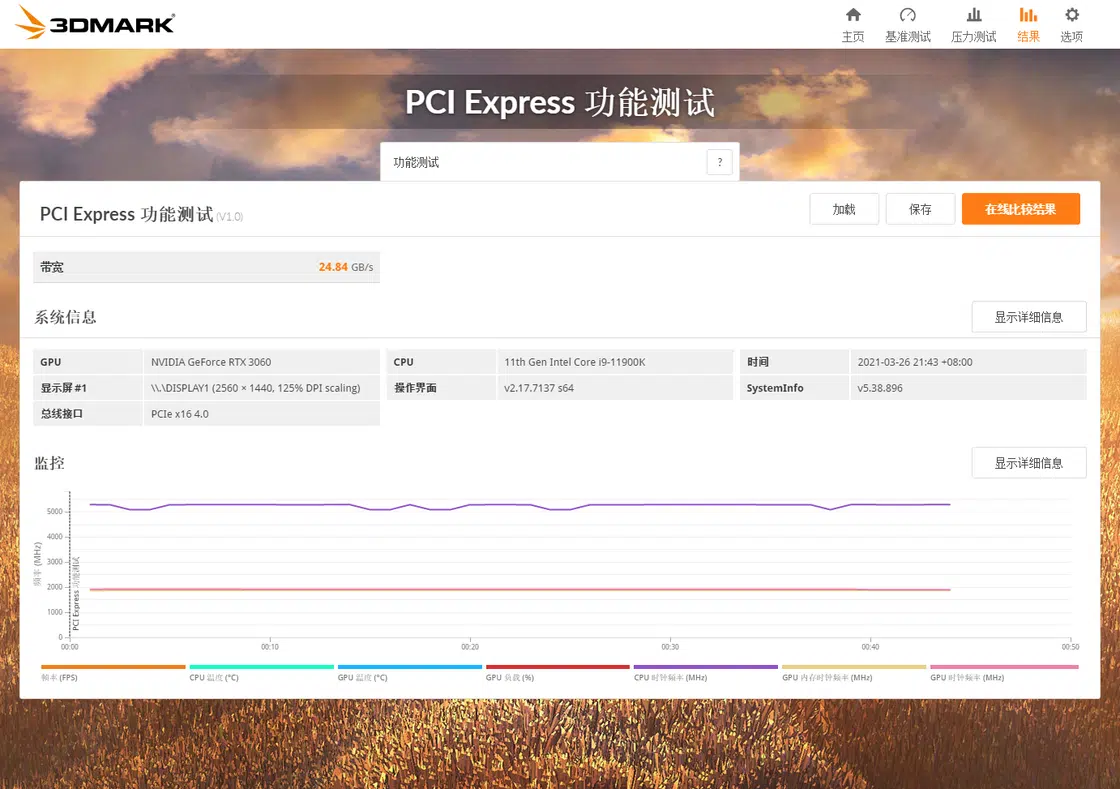 3DMARK
主页 基准测试 压力测试 结果 选项
PCI Express 功能测试
功能测试 ?
PCI Express 功能测试 (V1.0) 加载 保存 在线比较结果
带宽 24.84 GB/s
系统信息 显示详细信息
GPU NVIDIA GeForce RTX 3060 CPU 11th Gen Intel Core i9-11900K 时间 2021-03-26 21:43 +08:00
显示屏 #1 \\.\DISPLAY1 (2560 × 1440, 125% DPI scaling) 操作界面 v2.17.7137 s64 SystemInfo v5.38.896
总线接口 PCIe x16 4.0
监控 显示详细信息
频率 (MHz)
5000
4000
3000
2000
1000
0
PCI Express 功能测试
00:00 00:10 00:20 00:30 00:40 00:50
帧率 (FPS) CPU 温度 (°C) GPU 温度 (°C) GPU 负载 (%) CPU 时钟频率 (MHz) GPU 内存时钟频率 (MHz) GPU 时钟频率 (MHz)